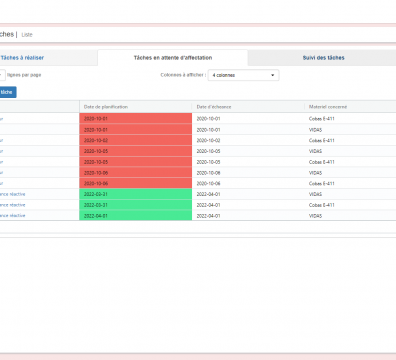 ches | Liste
Tâches à réaliser Tâches en attente d'affectation Suivi des tâches
lignes par page Colonnes à afficher : 4 colonnes
tâche
Date de planification Date d'échéance Materiel concerné
2020-10-01 2020-10-01 Cobas E-411
2020-10-01 2020-10-01 VIDAS
2020-10-02 2020-10-02 Cobas E-411
2020-10-05 2020-10-05 VIDAS
2020-10-05 2020-10-05 Cobas E-411
2020-10-06 2020-10-06 VIDAS
2020-10-06 2020-10-06 Cobas E-411
ance réactive 2022-03-31 2022-04-01 VIDAS
ance réactive 2022-03-31 2022-04-01 Cobas E-411
ance réactive 2022-04-01 2022-04-01 VIDAS